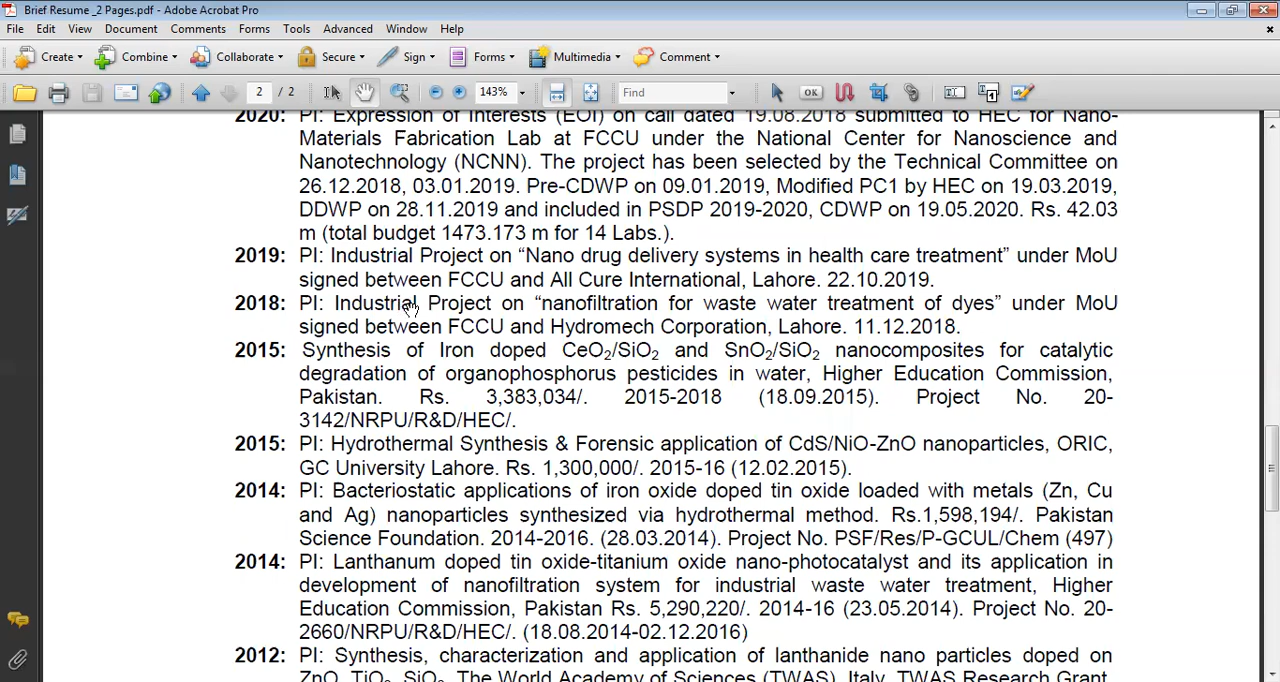 Brief Resume _2 Pages.pdf - Adobe Acrobat Pro
File Edit View Document Comments Forms Tools Advanced Window Help
Create Combine Collaborate Secure Sign Forms Multimedia Comment
2 / 2 143% Find OK
2020: PI: Expression of Interests (EOI) on call dated 19.08.2018 submitted to HEC for Nano-
Materials Fabrication Lab at FCCU under the National Center for Nanoscience and
Nanotechnology (NCNN). The project has been selected by the Technical Committee on
26.12.2018, 03.01.2019. Pre-CDWP on 09.01.2019, Modified PC1 by HEC on 19.03.2019,
DDWP on 28.11.2019 and included in PSDP 2019-2020, CDWP on 19.05.2020. Rs. 42.03
m (total budget 1473.173 m for 14 Labs.).
2019: PI: Industrial Project on “Nano drug delivery systems in health care treatment” under MoU
signed between FCCU and All Cure International, Lahore. 22.10.2019.
2018: PI: Industrial Project on “nanofiltration for waste water treatment of dyes” under MoU
signed between FCCU and Hydromech Corporation, Lahore. 11.12.2018.
2015: Synthesis of Iron doped CeO₂/SiO₂ and SnO₂/SiO₂ nanocomposites for catalytic
degradation of organophosphorus pesticides in water, Higher Education Commission,
Pakistan. Rs. 3,383,034/. 2015-2018 (18.09.2015). Project No. 20-
3142/NRPU/R&D/HEC/.
2015: PI: Hydrothermal Synthesis & Forensic application of CdS/NiO-ZnO nanoparticles, ORIC,
GC University Lahore. Rs. 1,300,000/. 2015-16 (12.02.2015).
2014: PI: Bacteriostatic applications of iron oxide doped tin oxide loaded with metals (Zn, Cu
and Ag) nanoparticles synthesized via hydrothermal method. Rs.1,598,194/. Pakistan
Science Foundation. 2014-2016. (28.03.2014). Project No. PSF/Res/P-GCUL/Chem (497)
2014: PI: Lanthanum doped tin oxide-titanium oxide nano-photocatalyst and its application in
development of nanofiltration system for industrial waste water treatment, Higher
Education Commission, Pakistan Rs. 5,290,220/. 2014-16 (23.05.2014). Project No. 20-
2660/NRPU/R&D/HEC/. (18.08.2014-02.12.2016)
2012: PI: Synthesis, characterization and application of lanthanide nano particles doped on
ZnO, TiO₂, SiO₂. The World Academy of Sciences (TWAS), Italy, TWAS Research Grant,